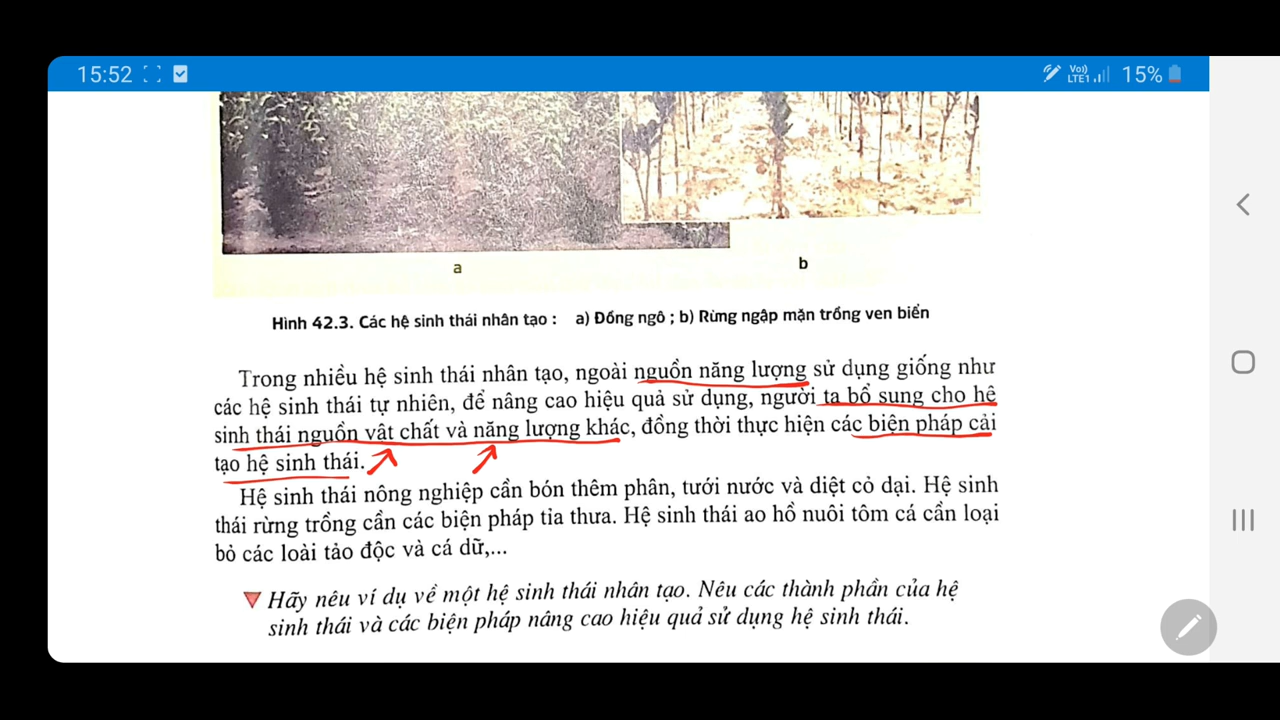 15:52
Vo)) LTE1 15%
a
b
Hình 42.3. Các hệ sinh thái nhân tạo : a) Đồng ngô ; b) Rừng ngập mặn trồng ven biển
Trong nhiều hệ sinh thái nhân tạo, ngoài nguồn năng lượng sử dụng giống như
các hệ sinh thái tự nhiên, để nâng cao hiệu quả sử dụng, người ta bổ sung cho hệ
sinh thái nguồn vật chất và năng lượng khác, đồng thời thực hiện các biện pháp cải
tạo hệ sinh thái.
Hệ sinh thái nông nghiệp cần bón thêm phân, tưới nước và diệt cỏ dại. Hệ sinh
thái rừng trồng cần các biện pháp tỉa thưa. Hệ sinh thái ao hồ nuôi tôm cá cần loại
bỏ các loài tảo độc và cá dữ,...
Hãy nêu ví dụ về một hệ sinh thái nhân tạo. Nêu các thành phần của hệ
sinh thái và các biện pháp nâng cao hiệu quả sử dụng hệ sinh thái.